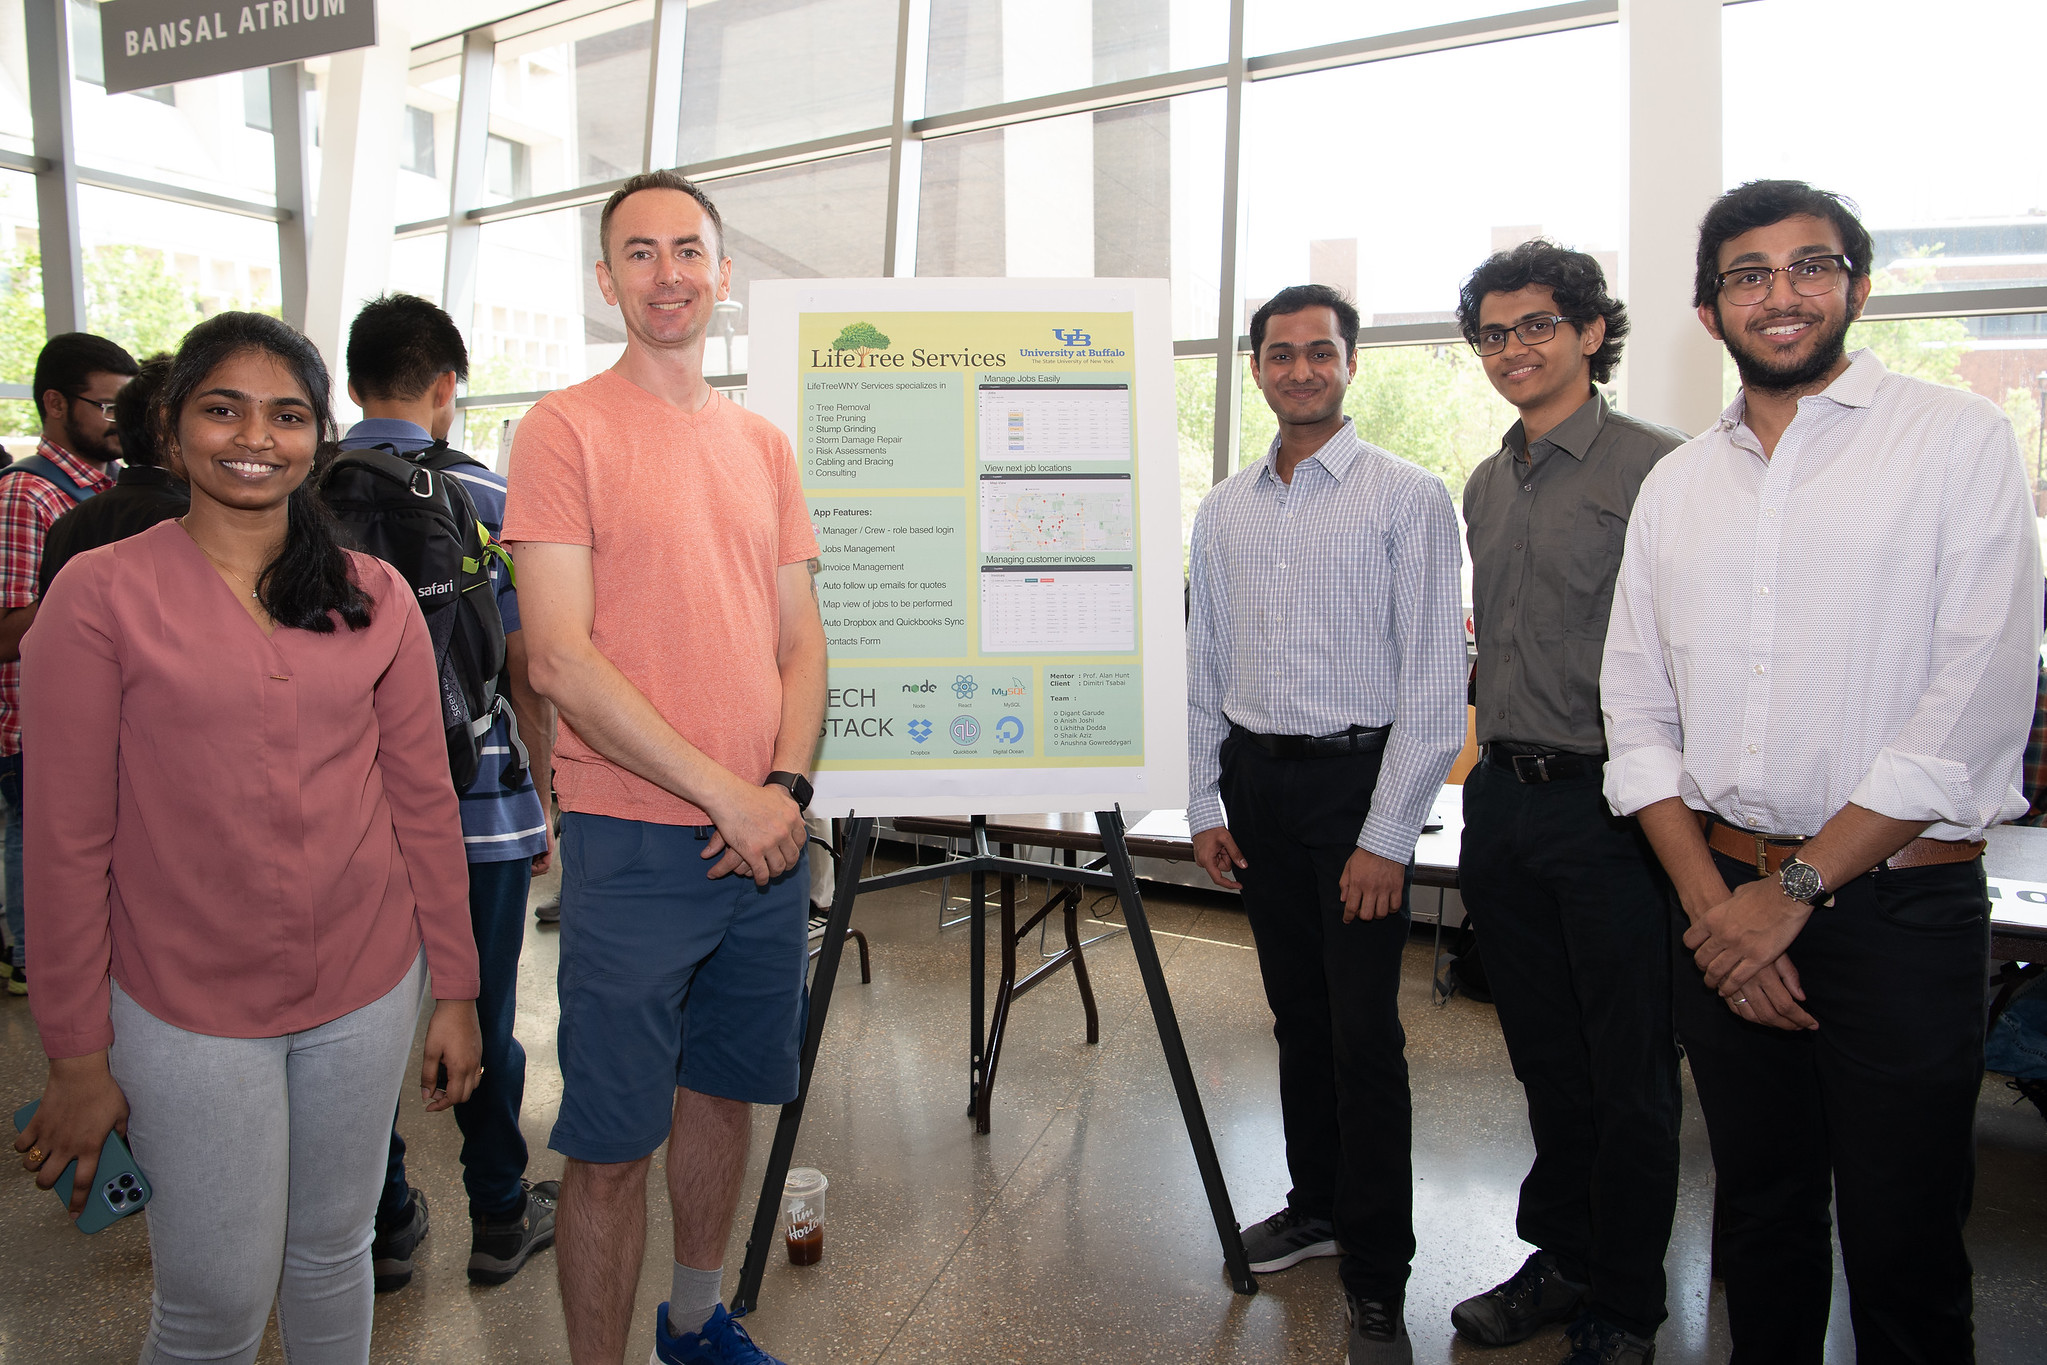 BANSAL ATRIUM
LifeTree Services
UB
University at Buffalo
The State University of New York
LifeTreeWNY Services specializes in
Tree Removal
Tree Pruning
Stump Grinding
Storm Damage Repair
Risk Assessments
Cabling and Bracing
Consulting
App Features:
Manager / Crew - role based login
Jobs Management
Invoice Management
Auto follow up emails for quotes
Map view of jobs to be performed
Auto Dropbox and Quickbooks Sync
Contacts Form
Manage Jobs Easily
View next job locations
Managing customer invoices
ECH
STACK
node
Node
React
MySQL
MySQL
Dropbox
qb
Quickbook
Digital Ocean
Mentor : Prof. Alan Hunt
Client : Dimitri Tsabai
Team :
Digant Garude
Anish Joshi
Likhitha Dodda
Shaik Aziz
Anushna Gowreddygari
safari
seek
Tim
Horto